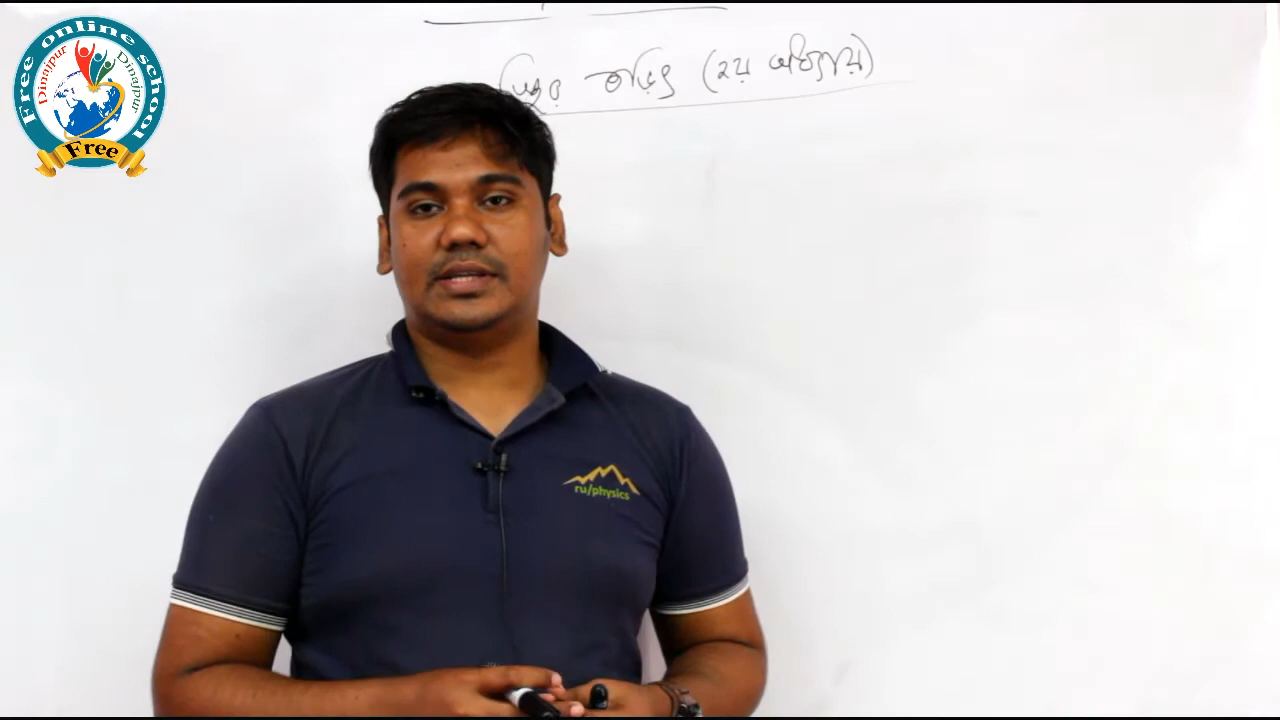 Free online school
Dinajpur Dinajpur
Free
স্থির তড়িৎ (২য় অধ্যায়)
ru/physics